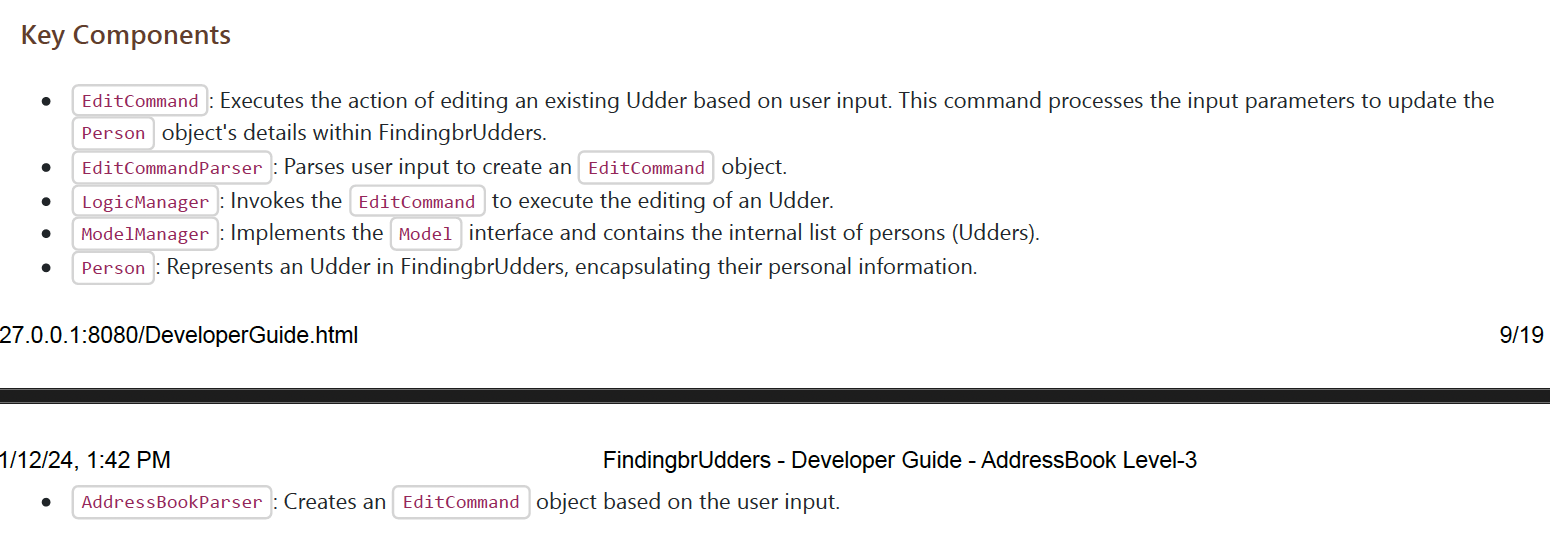 Key Components
• EditCommand : Executes the action of editing an existing Udder based on user input. This command processes the input parameters to update the
Person object's details within FindingbrUdders.
• EditCommandParser : Parses user input to create an EditCommand object.
• LogicManager : Invokes the EditCommand to execute the editing of an Udder.
• ModelManager : Implements the Model interface and contains the internal list of persons (Udders).
• Person : Represents an Udder in FindingbrUdders, encapsulating their personal information.
27.0.0.1:8080/DeveloperGuide.html 9/19
1/12/24, 1:42 PM FindingbrUdders - Developer Guide - AddressBook Level-3
• AddressBookParser : Creates an EditCommand object based on the user input.